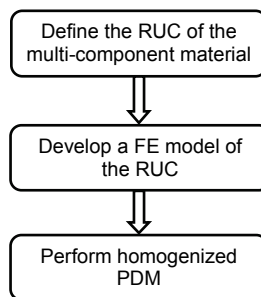 Define the RUC of the
multi-component material
Develop a FE model of
the RUC
Perform homogenized
PDM